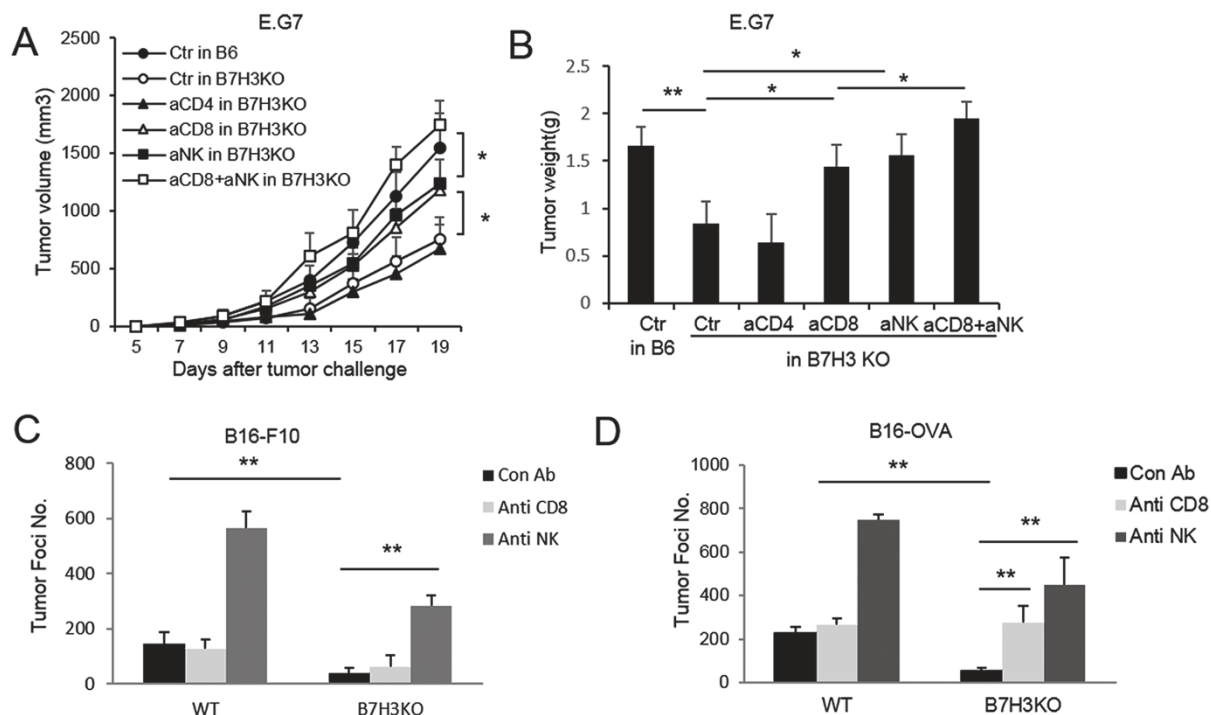 A
E.G7
Tumor volume (mm3)
2500
2000
1500
1000
500
0
Ctr in B6
Ctr in B7H3KO
aCD4 in B7H3KO
aCD8 in B7H3KO
aNK in B7H3KO
aCD8+aNK in B7H3KO
*
*
5 7 9 11 13 15 17 19
Days after tumor challenge
B
E.G7
Tumor weight(g)
2.5
2
1.5
1
0.5
0
*
** * *
Ctr in B6
Ctr aCD4 aCD8 aNK aCD8+aNK
in B7H3 KO
C
B16-F10
Tumor Foci No.
800
600
400
200
0
**
**
WT B7H3KO
Con Ab
Anti CD8
Anti NK
D
B16-OVA
Tumor Foci No.
1000
800
600
400
200
0
**
**
**
WT B7H3KO
Con Ab
Anti CD8
Anti NK